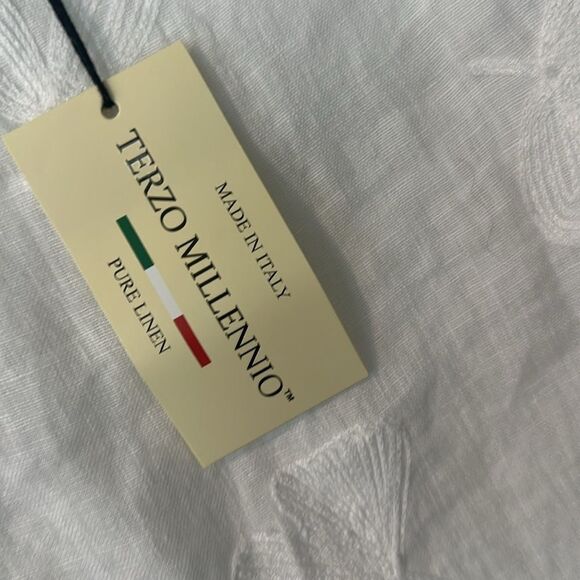 MADE IN ITALY
TERZO MILLENNIO™
PURE LINEN